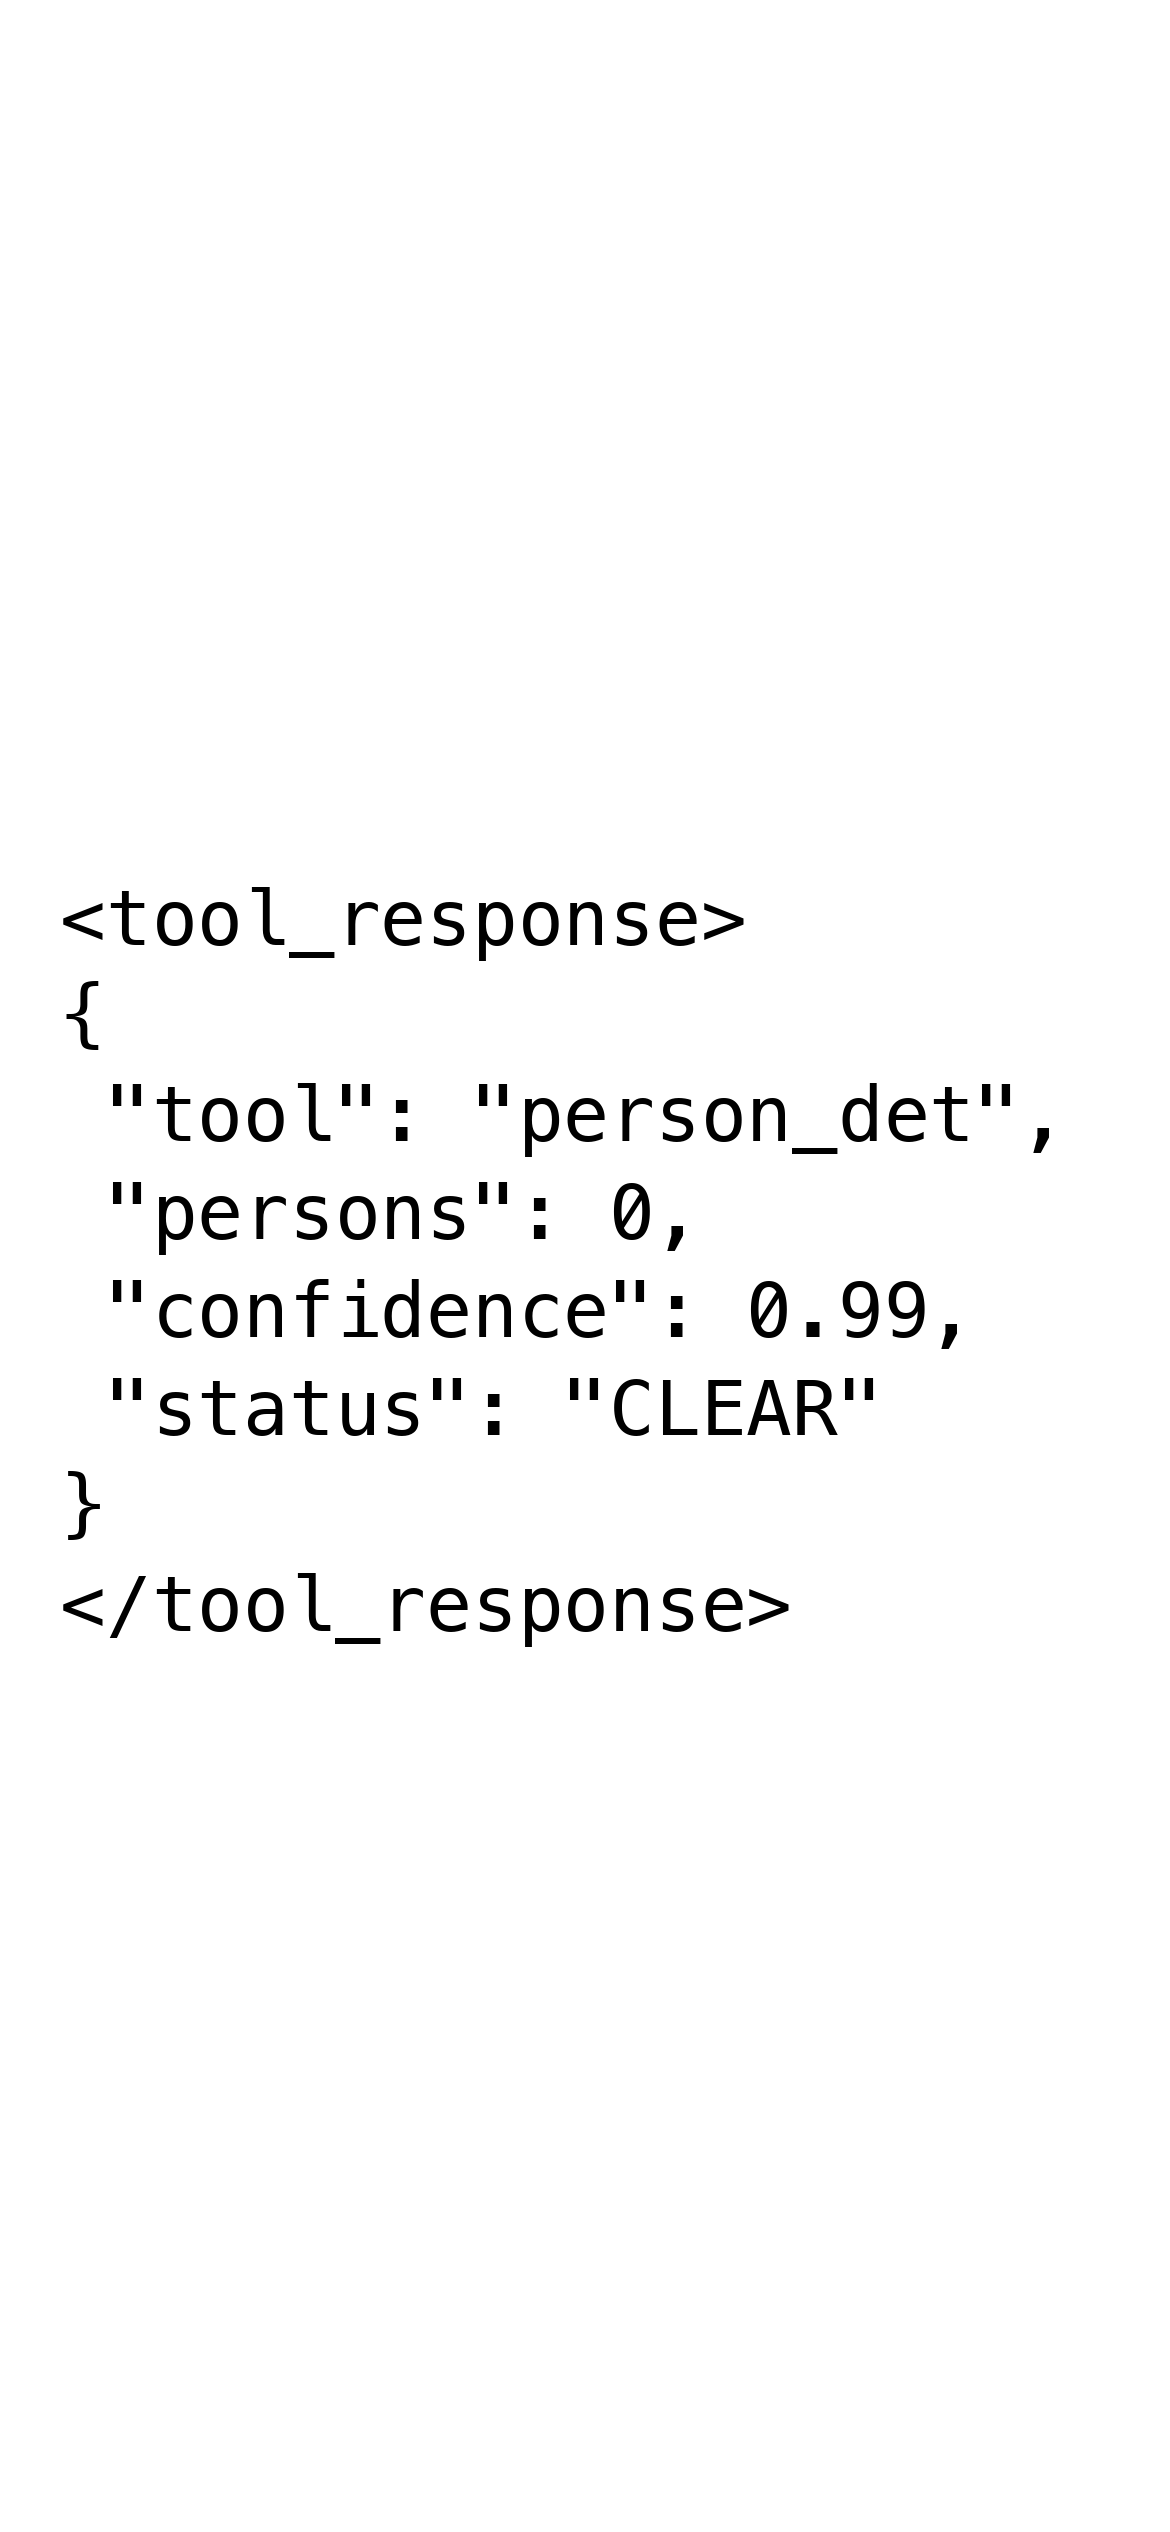 <tool_response>
{
 "tool": "person_det",
 "persons": 0,
 "confidence": 0.99,
 "status": "CLEAR"
}
</tool_response>